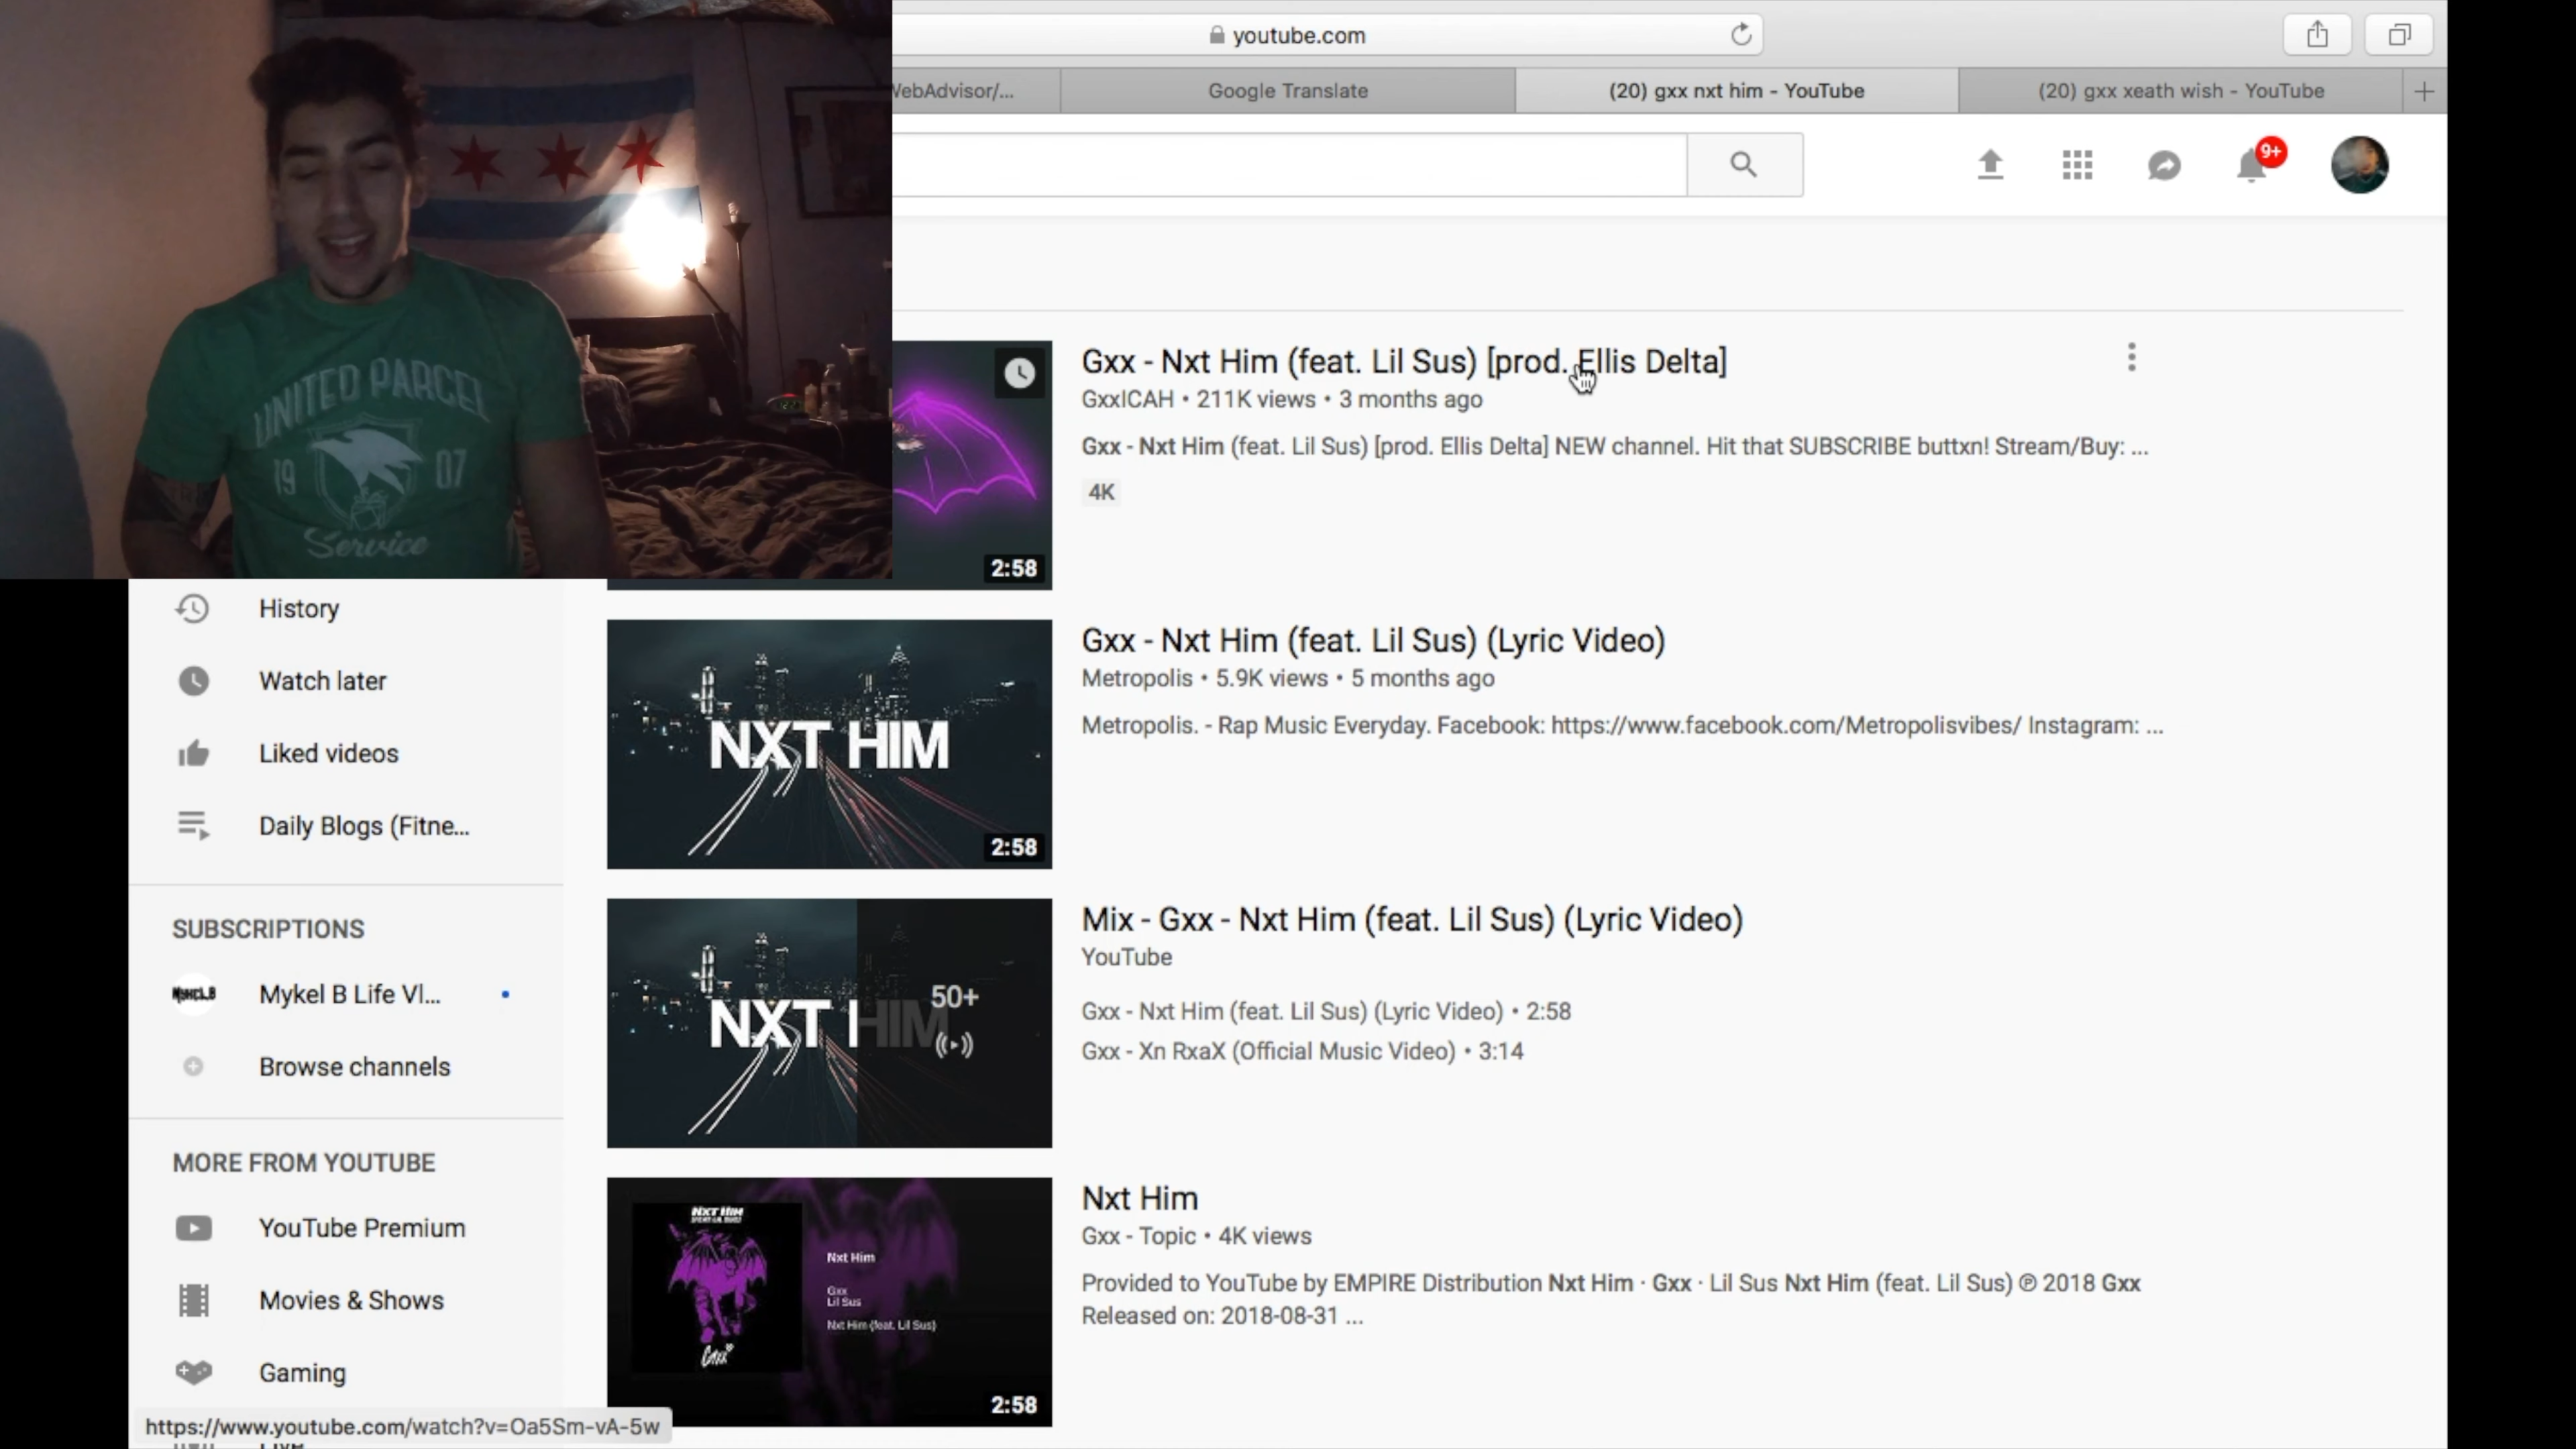 youtube.com
WebAdvisor/...
Google Translate
(20) gxx nxt him - YouTube
(20) gxx xeath wish - YouTube
9+
UNITED PARCEL
19 07
Service
Gxx - Nxt Him (feat. Lil Sus) [prod. Ellis Delta]
GxxICAH • 211K views • 3 months ago
Gxx - Nxt Him (feat. Lil Sus) [prod. Ellis Delta] NEW channel. Hit that SUBSCRIBE buttxn! Stream/Buy: ...
4K
2:58
History
Watch later
Liked videos
Daily Blogs (Fitne...
SUBSCRIPTIONS
Mykel B Life Vl...
Browse channels
MORE FROM YOUTUBE
YouTube Premium
Movies & Shows
Gaming
https://www.youtube.com/watch?v=Oa5Sm-vA-5w
NXT HIM
2:58
Gxx - Nxt Him (feat. Lil Sus) (Lyric Video)
Metropolis • 5.9K views • 5 months ago
Metropolis. - Rap Music Everyday. Facebook: https://www.facebook.com/Metropolisvibes/ Instagram: ...
NXT HIM
50+
Mix - Gxx - Nxt Him (feat. Lil Sus) (Lyric Video)
YouTube
Gxx - Nxt Him (feat. Lil Sus) (Lyric Video) • 2:58
Gxx - Xn RxaX (Official Music Video) • 3:14
NXT HIM
Nxt Him
Gxx
Lil Sus
Nxt Him (feat. Lil Sus)
Gxx
2:58
Nxt Him
Gxx - Topic • 4K views
Provided to YouTube by EMPIRE Distribution Nxt Him · Gxx · Lil Sus Nxt Him (feat. Lil Sus) ℗ 2018 Gxx
Released on: 2018-08-31 ...